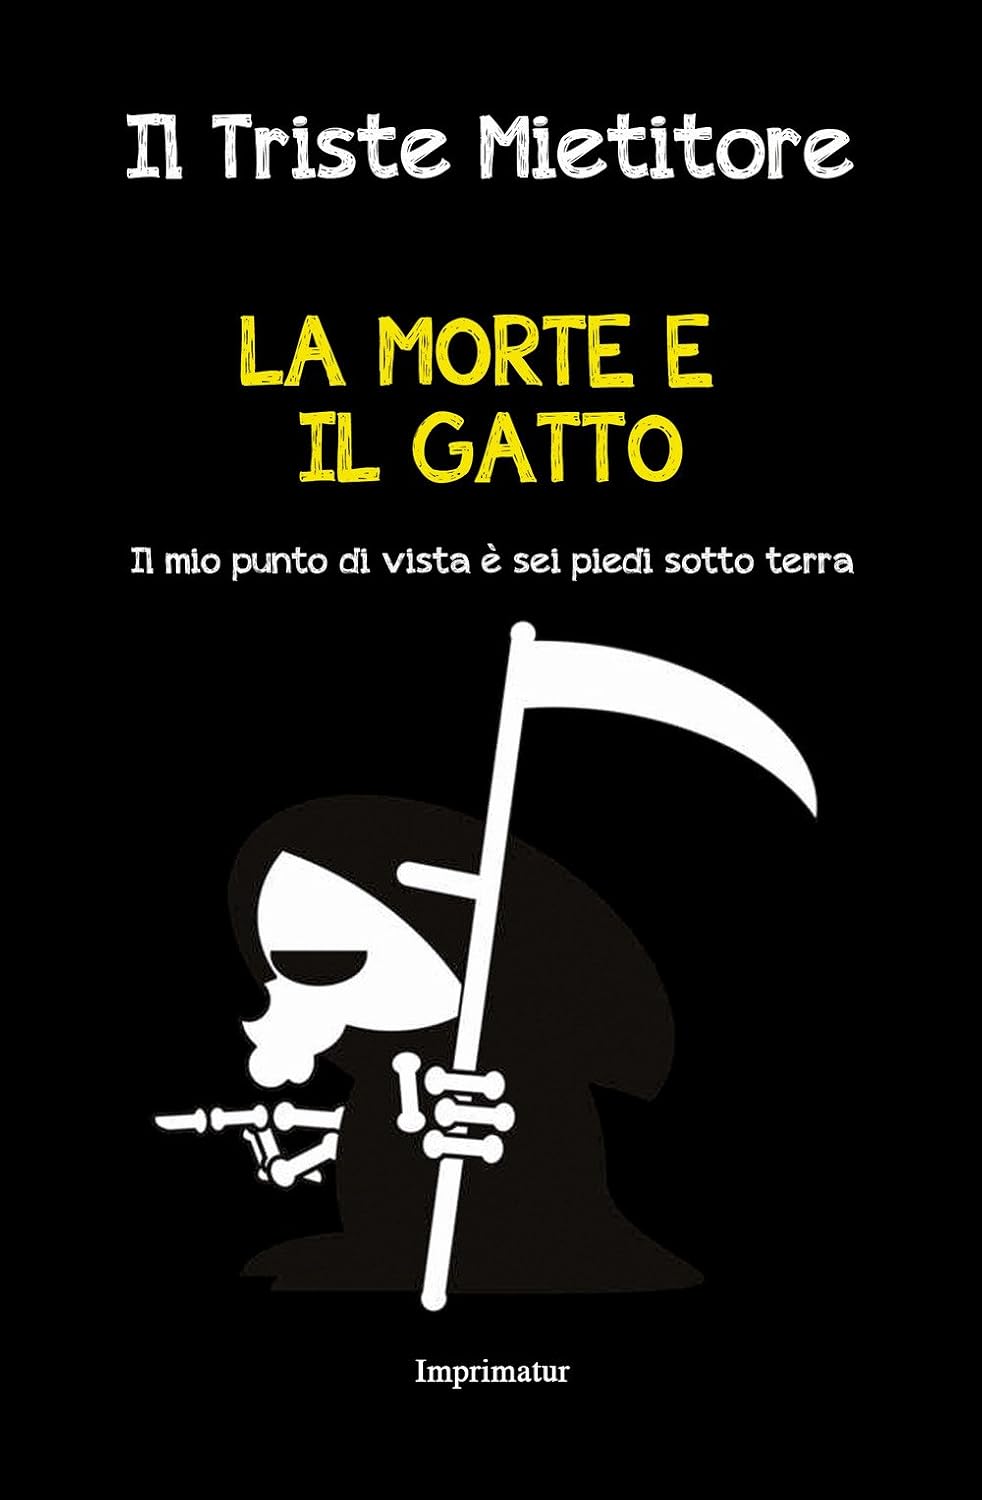 Il Triste Mietitore
LA MORTE E
IL GATTO
Il mio punto di vista è sei piedi sotto terra
Imprimatur